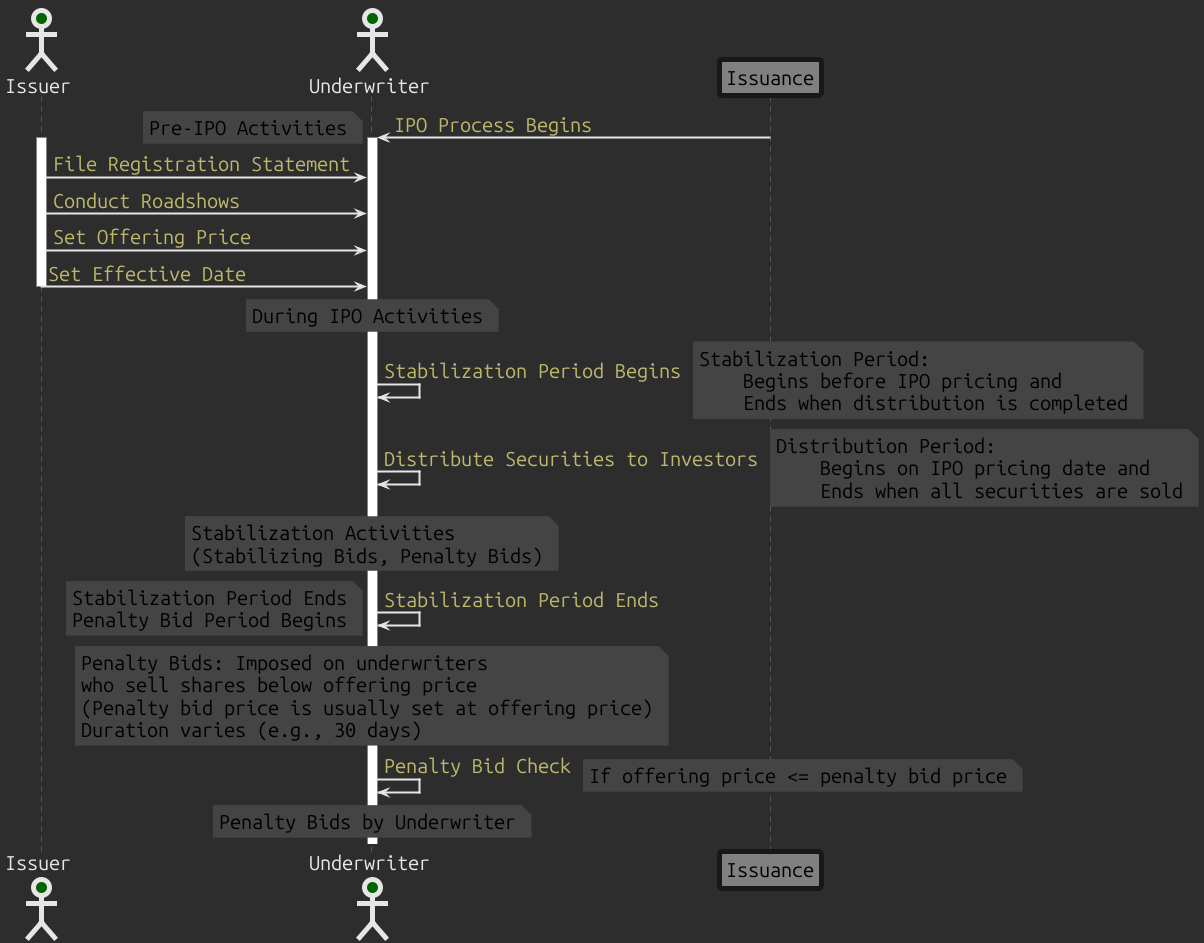 Issuer
Underwriter
Issuance
Pre-IPO Activities
IPO Process Begins
File Registration Statement
Conduct Roadshows
Set Offering Price
Set Effective Date
During IPO Activities
Stabilization Period Begins
Stabilization Period:
Begins before IPO pricing and
Ends when distribution is completed
Distribute Securities to Investors
Distribution Period:
Begins on IPO pricing date and
Ends when all securities are sold
Stabilization Activities
(Stabilizing Bids, Penalty Bids)
Stabilization Period Ends
Penalty Bid Period Begins
Stabilization Period Ends
Penalty Bids: Imposed on underwriters
who sell shares below offering price
(Penalty bid price is usually set at offering price)
Duration varies (e.g., 30 days)
Penalty Bid Check
If offering price <= penalty bid price
Penalty Bids by Underwriter
Issuer
Underwriter
Issuance